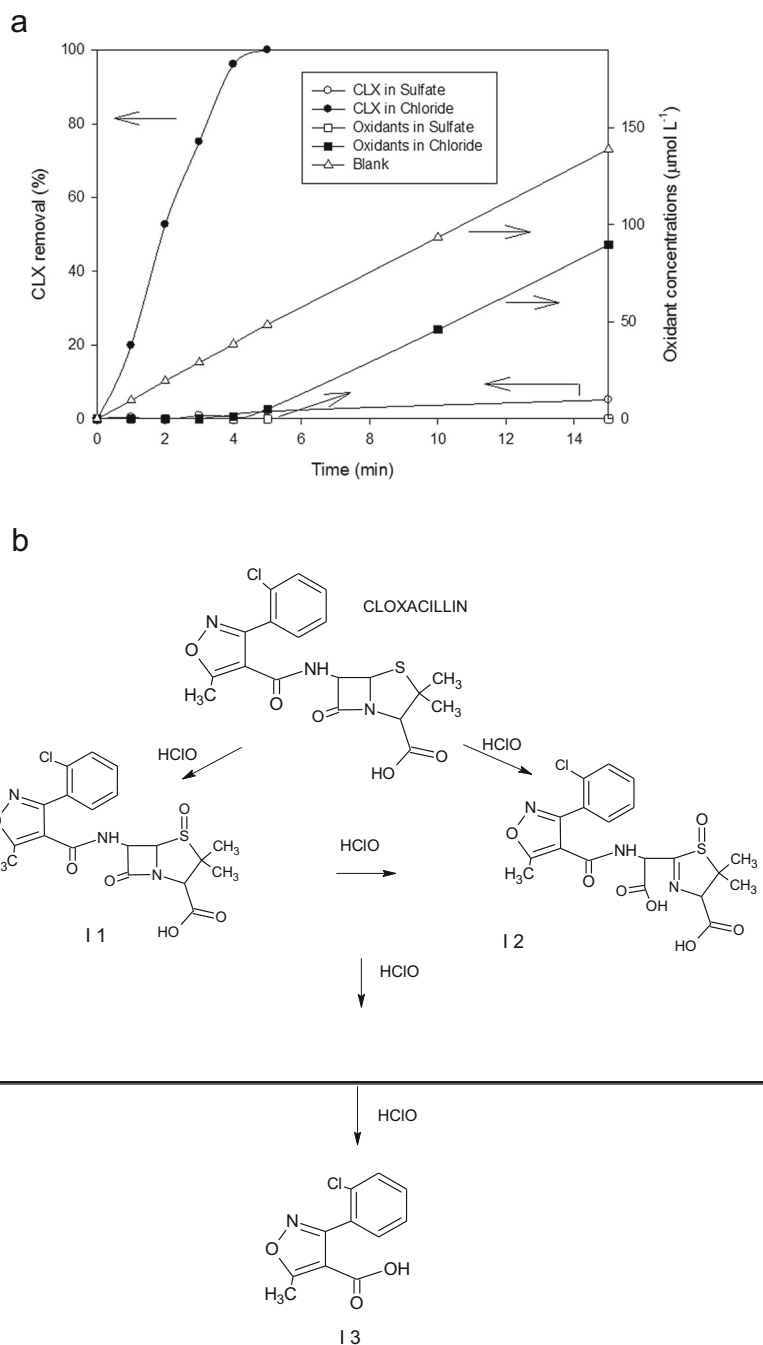 a
100
80
60
40
20
0
CLX removal (%)
CLX in Sulfate
CLX in Chloride
Oxidants in Sulfate
Oxidants in Chloride
Blank
150
100
50
0
Oxidant concentrations (µmol L⁻¹)
0 2 4 6 8 10 12 14
Time (min)
b
CLOXACILLIN
Cl
N
O
H₃C
O
NH
S
CH₃
CH₃
O
N
HO
O
HClO
HClO
Cl
N
O
NH
O
S
CH₃
CH₃
₃C
O
O
N
HO
O
I 1
HClO
Cl
N
O
H₃C
O
NH
O
S
CH₃
CH₃
N
O
OH
HO
O
I 2
HClO
HClO
Cl
N
O
OH
H₃C
O
I 3